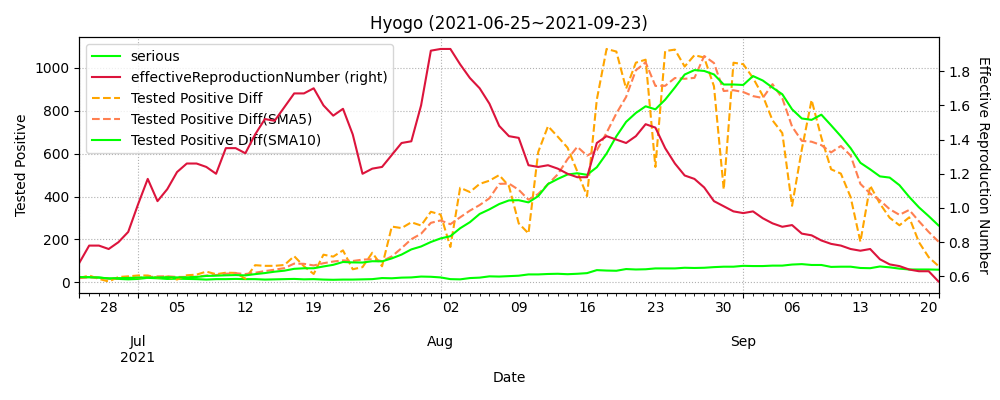 Hyogo (2021-06-25~2021-09-23)
serious
effectiveReproductionNumber (right)
Tested Positive Diff
Tested Positive Diff(SMA5)
Tested Positive Diff(SMA10)
Tested Positive
1000
800
600
400
200
0
1.8
1.6
1.4
1.2
1.0
0.8
0.6
Effective Reproduction Number
28 05 12 19 26 02 09 16 23 30 06 13 20
Jul Aug Sep
2021
Date